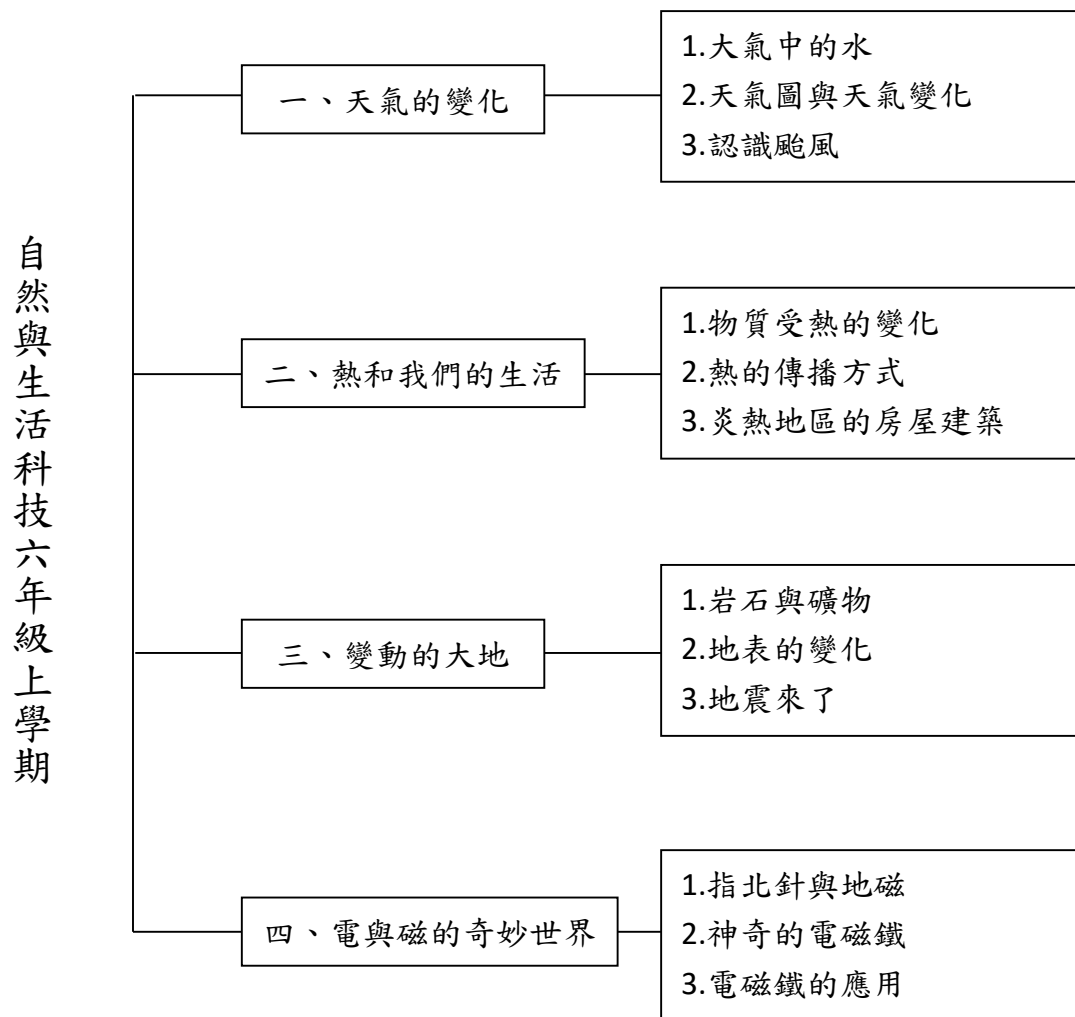 自然與生活科技六年級上學期
一、天氣的變化
1.大氣中的水
2.天氣圖與天氣變化
3.認識颱風
二、熱和我們的生活
1.物質受熱的變化
2.熱的傳播方式
3.炎熱地區的房屋建築
三、變動的大地
1.岩石與礦物
2.地表的變化
3.地震來了
四、電與磁的奇妙世界
1.指北針與地磁
2.神奇的電磁鐵
3.電磁鐵的應用